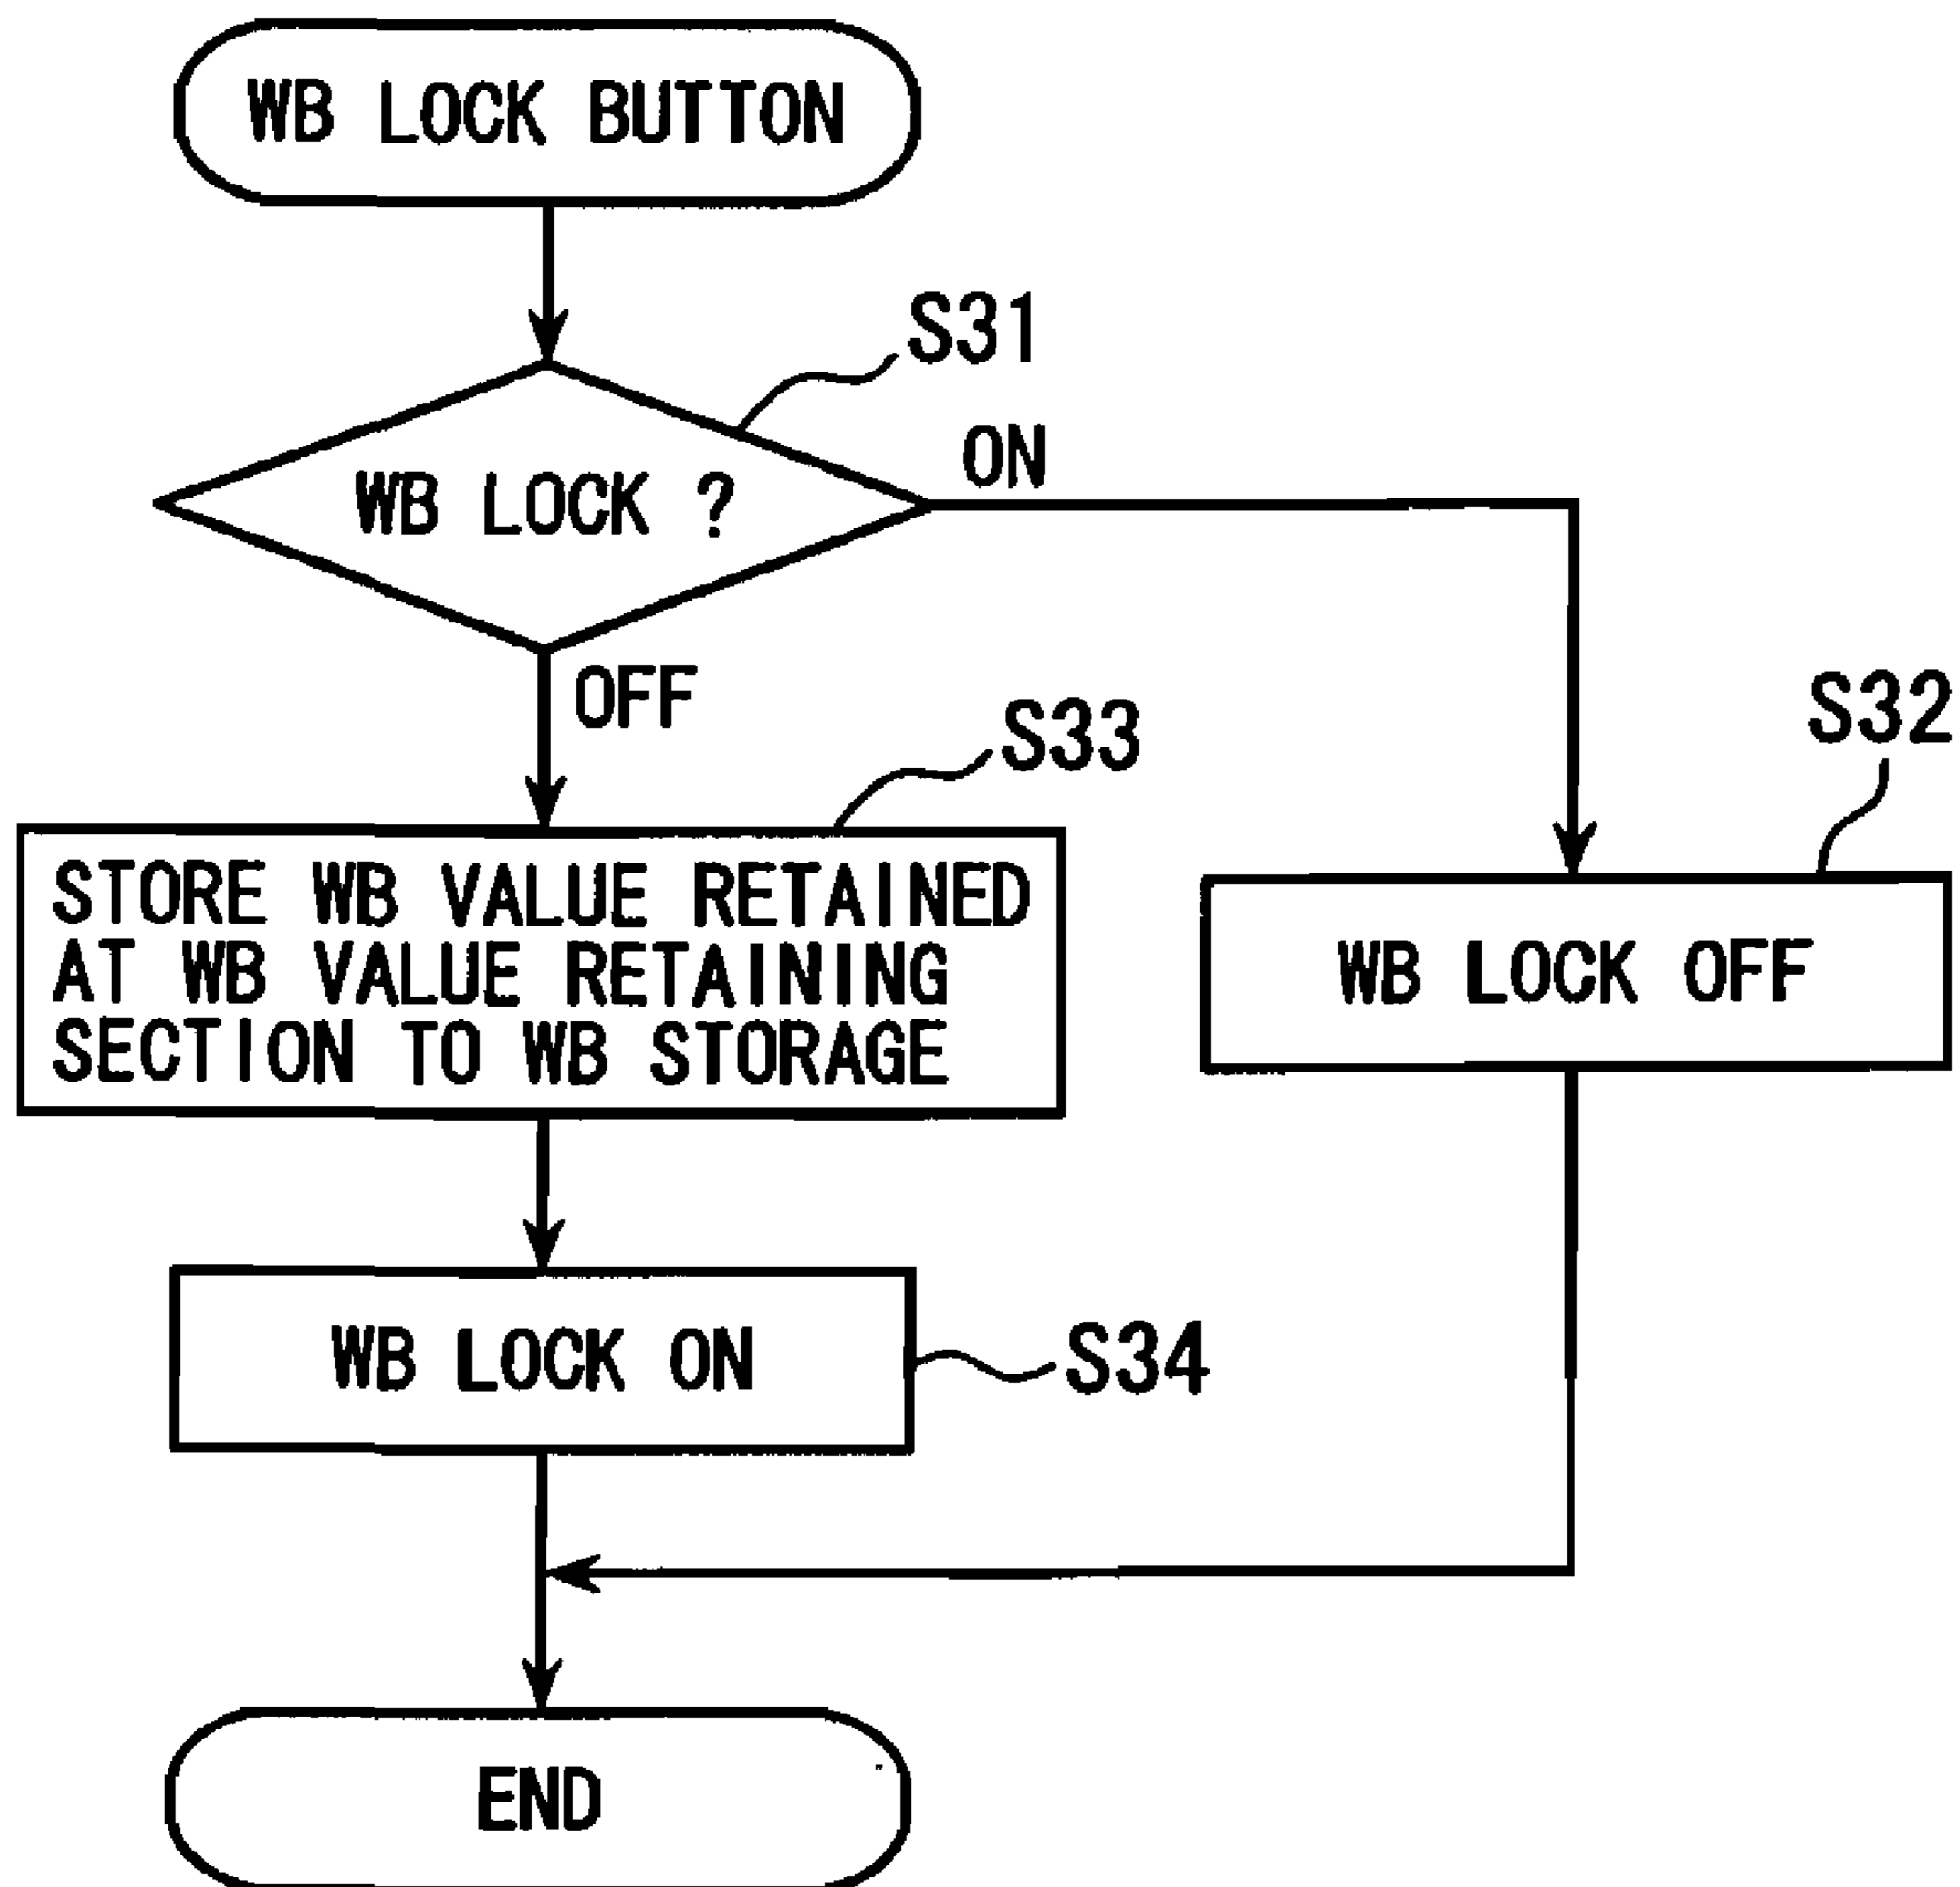 WB LOCK BUTTON
S31
WB LOCK ?
ON
OFF
S33
S32
STORE WB VALUE RETAINED
AT WB VALUE RETAINING
SECTION TO WB STORAGE
WB LOCK OFF
WB LOCK ON
S34
END